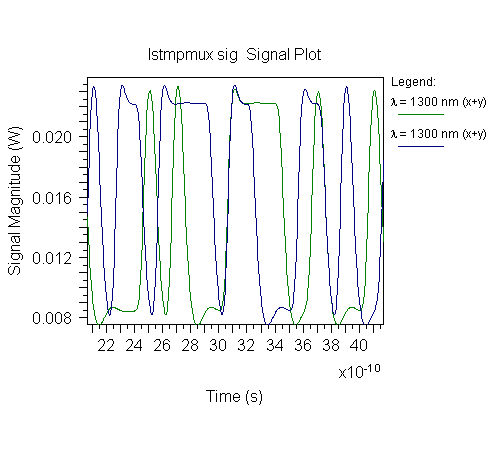 lstmpmux sig  Signal Plot
Legend:
λ = 1300 nm (x+y)
λ = 1300 nm (x+y)
Signal Magnitude (W)
0.020
0.016
0.012
0.008
22 24 26 28 30 32 34 36 38 40
x10-10
Time (s)